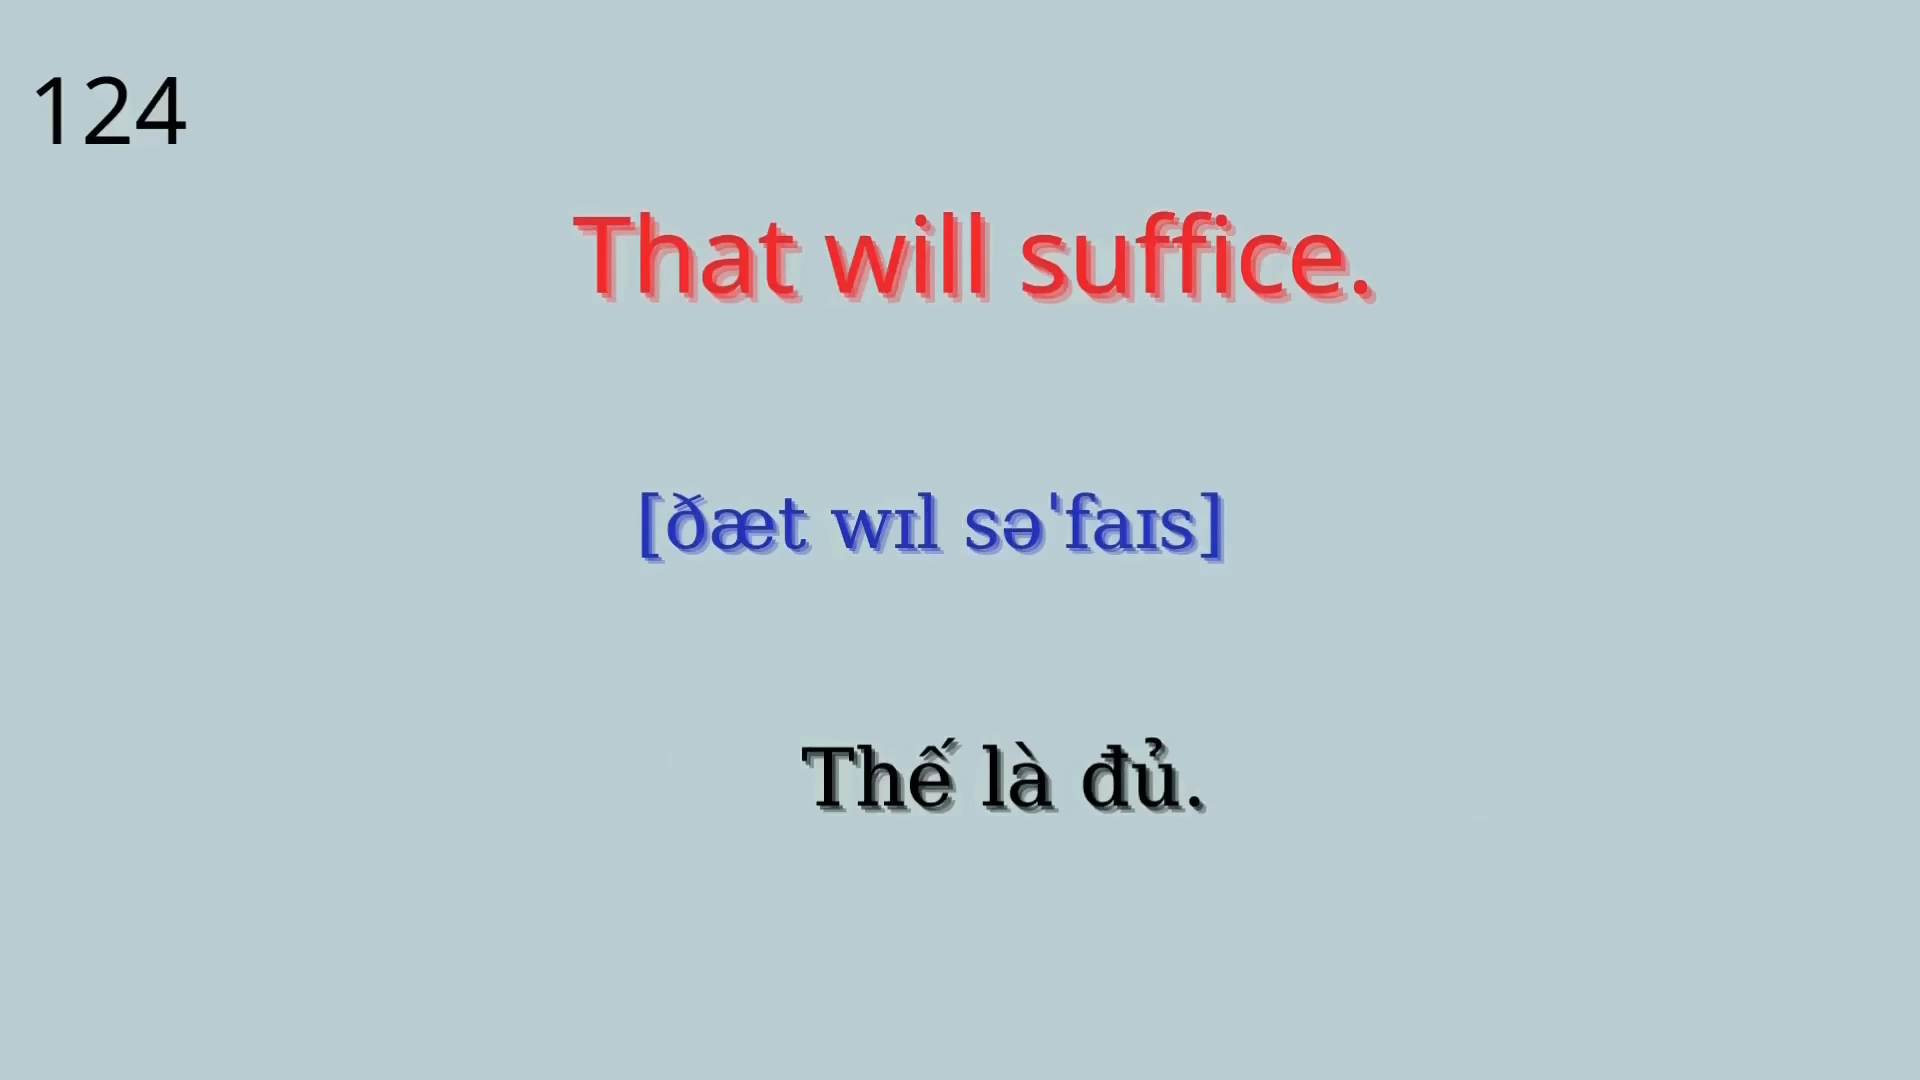 124
That will suffice.
[ðæt wɪl səˈfaɪs]
Thế là đủ.